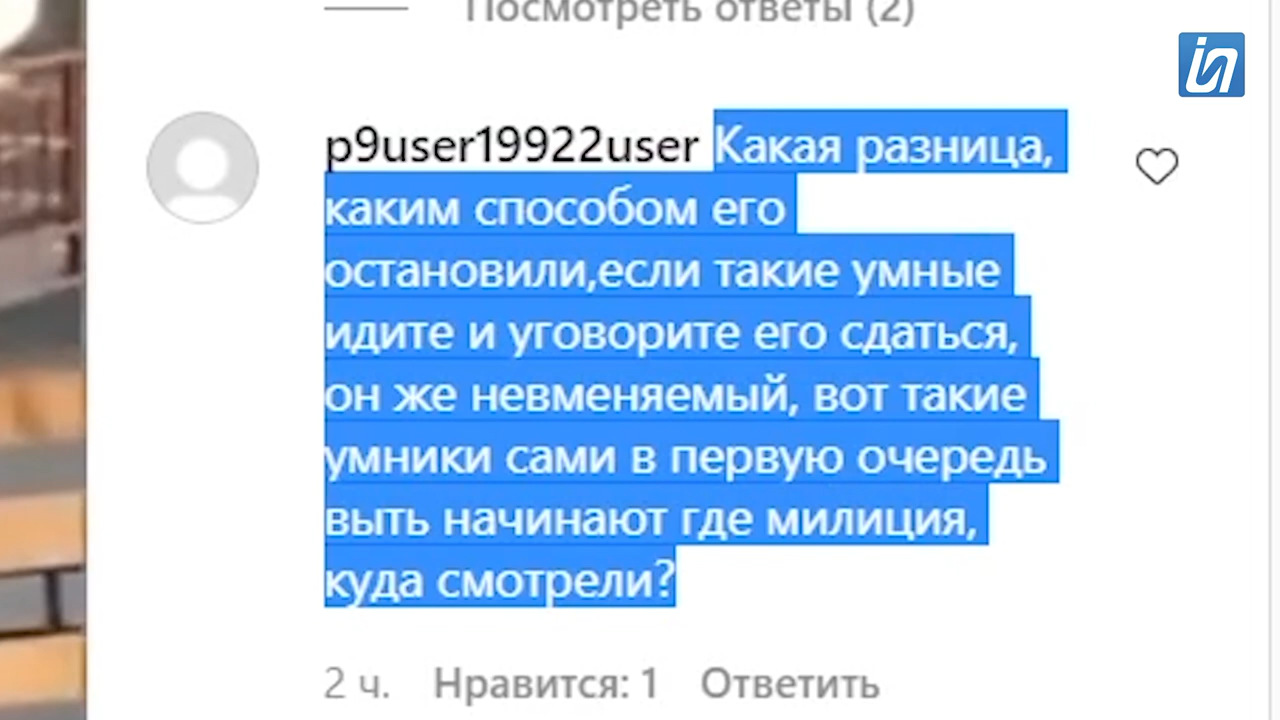 Посмотреть ответы (2)
in
p9user19922user Какая разница,
каким способом его
остановили,если такие умные
идите и уговорите его сдаться,
он же невменяемый, вот такие
умники сами в первую очередь
выть начинают где милиция,
куда смотрели?
2 ч. Нравится: 1 Ответить